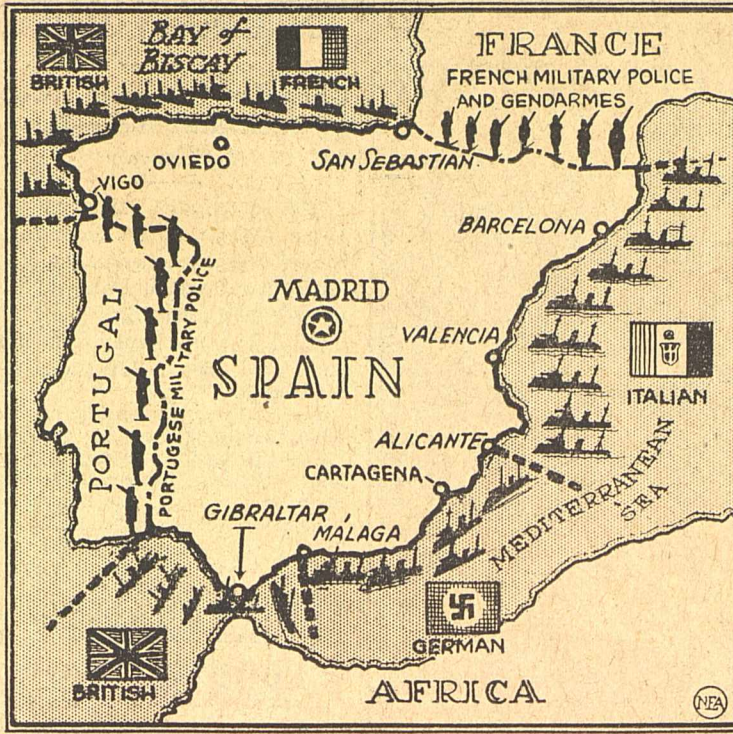 BAY of
BISCAY
BRITISH
FRENCH
FRANCE
FRENCH MILITARY POLICE
AND GENDARMES
OVIEDO
SAN SEBASTIAN
VIGO
BARCELONA
MADRID
SPAIN
VALENCIA
PORTUGAL
PORTUGESE MILITARY POLICE
ITALIAN
ALICANTE
CARTAGENA
GIBRALTAR
MÁLAGA
MEDITERRANEAN
SEA
GERMAN
BRITISH
AFRICA
NEA